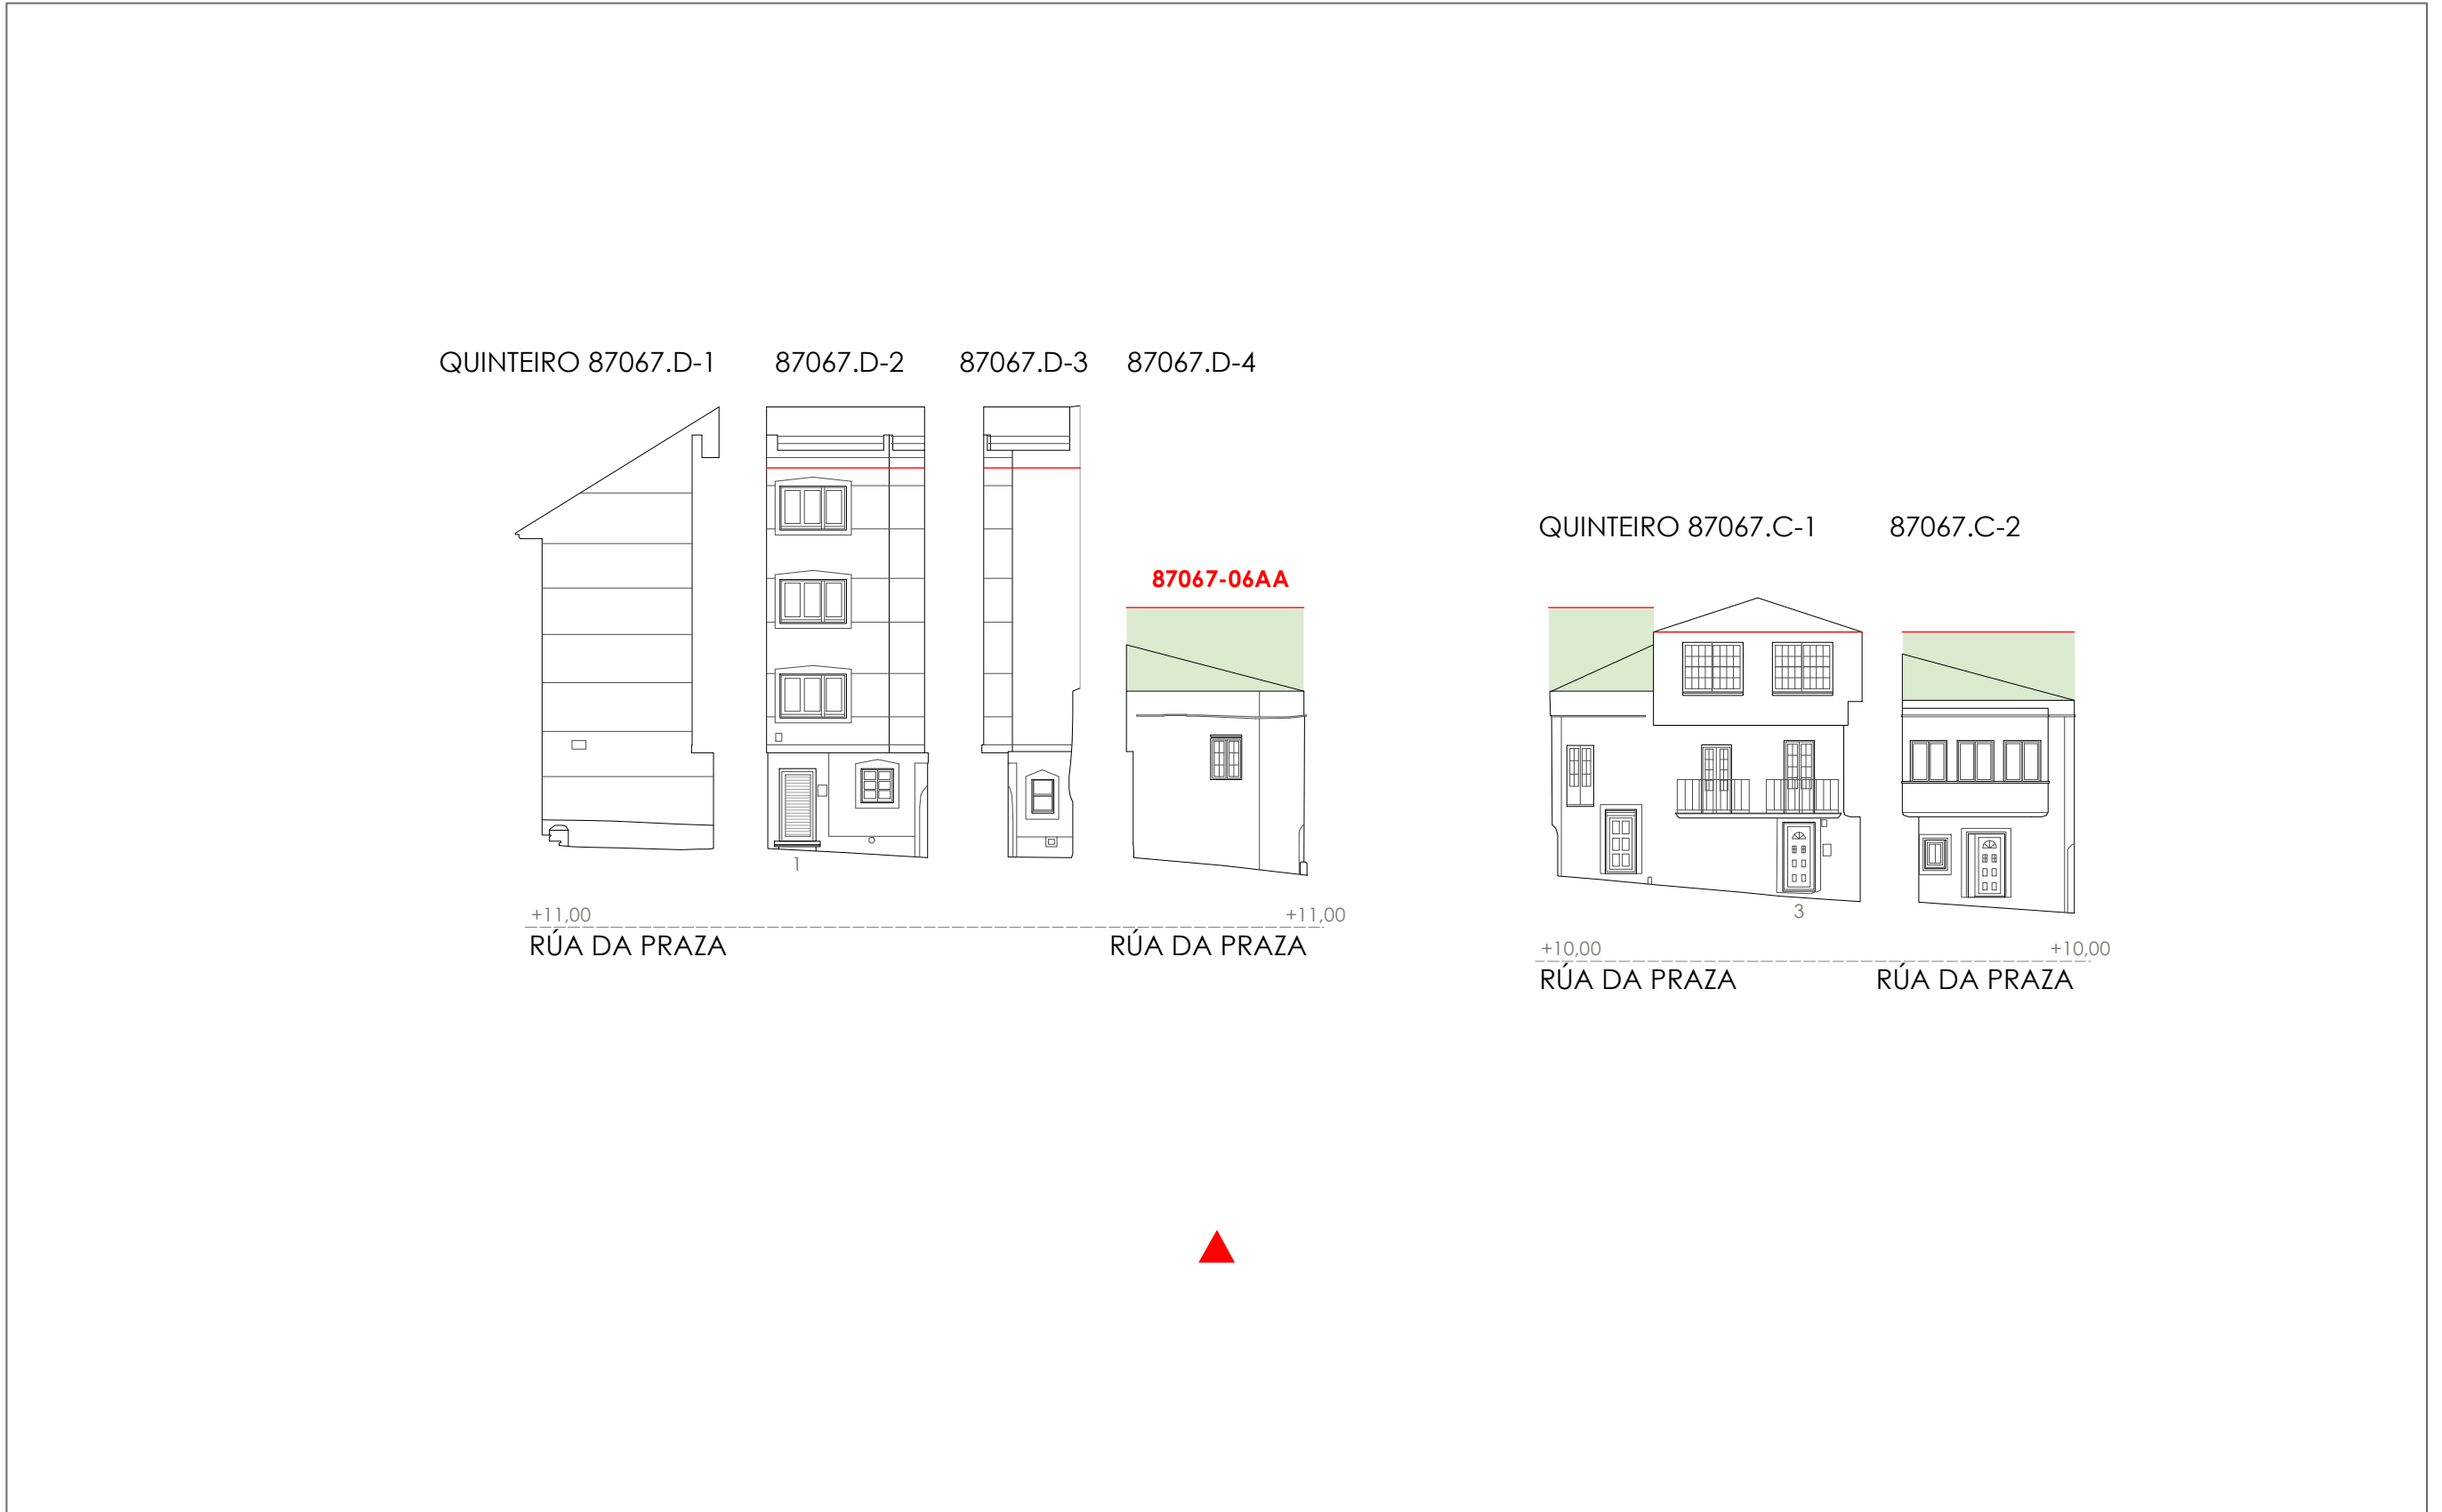 QUINTEIRO 87067.D-1 87067.D-2 87067.D-3 87067.D-4
QUINTEIRO 87067.C-1 87067.C-2
87067-06AA
1
3
+11,00 +11,00
RÚA DA PRAZA RÚA DA PRAZA
+10,00 +10,00
RÚA DA PRAZA RÚA DA PRAZA